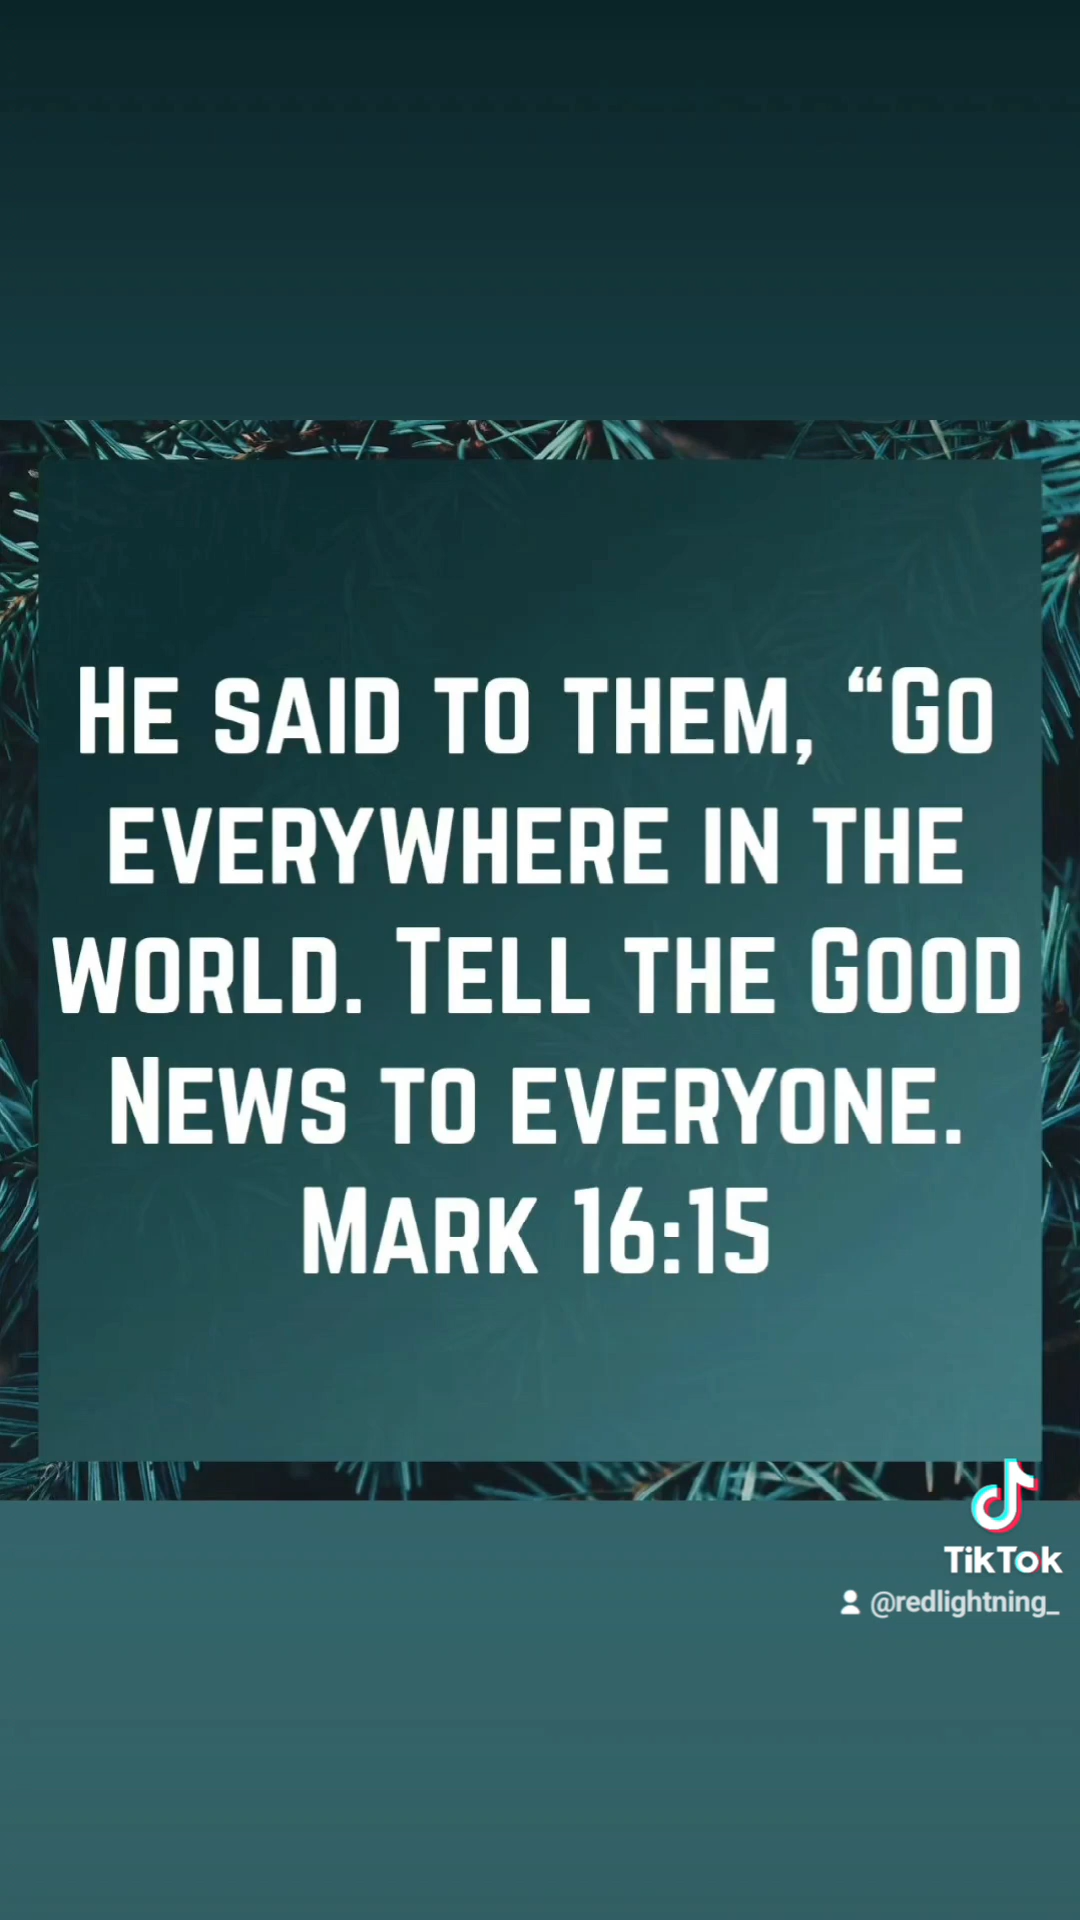 He said to them, “Go
everywhere in the
world. Tell the Good
News to everyone.
Mark 16:15
TikTok
@redlightning_